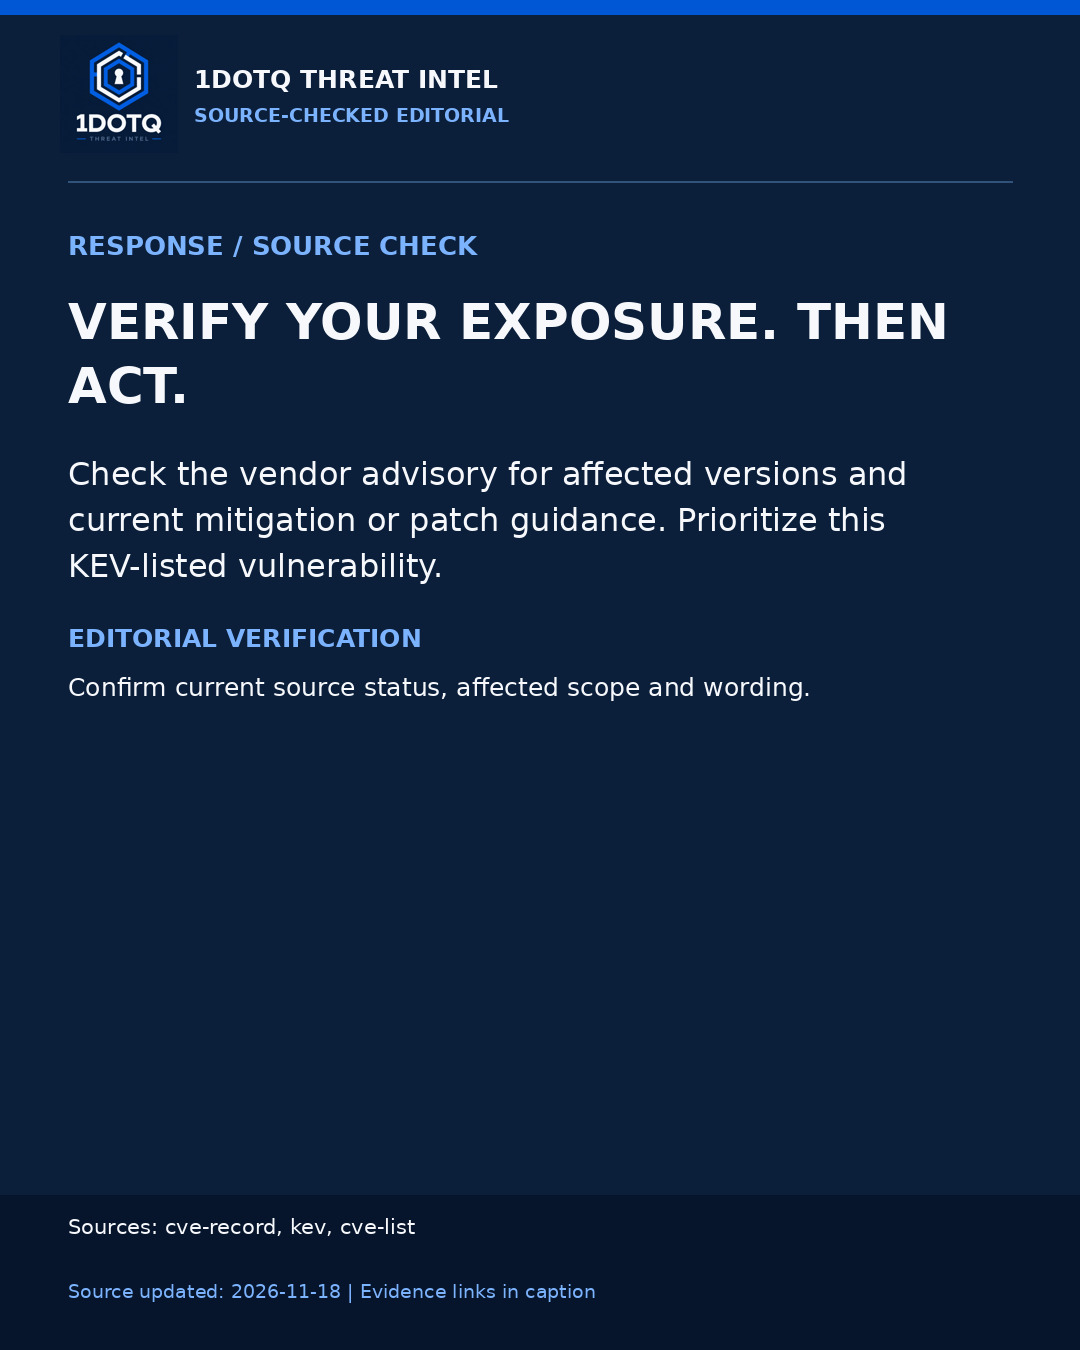 1DOTQ
THREAT INTEL
1DOTQ THREAT INTEL
SOURCE-CHECKED EDITORIAL
RESPONSE / SOURCE CHECK
VERIFY YOUR EXPOSURE. THEN
ACT.
Check the vendor advisory for affected versions and
current mitigation or patch guidance. Prioritize this
KEV-listed vulnerability.
EDITORIAL VERIFICATION
Confirm current source status, affected scope and wording.
Sources: cve-record, kev, cve-list
Source updated: 2026-11-18 | Evidence links in caption